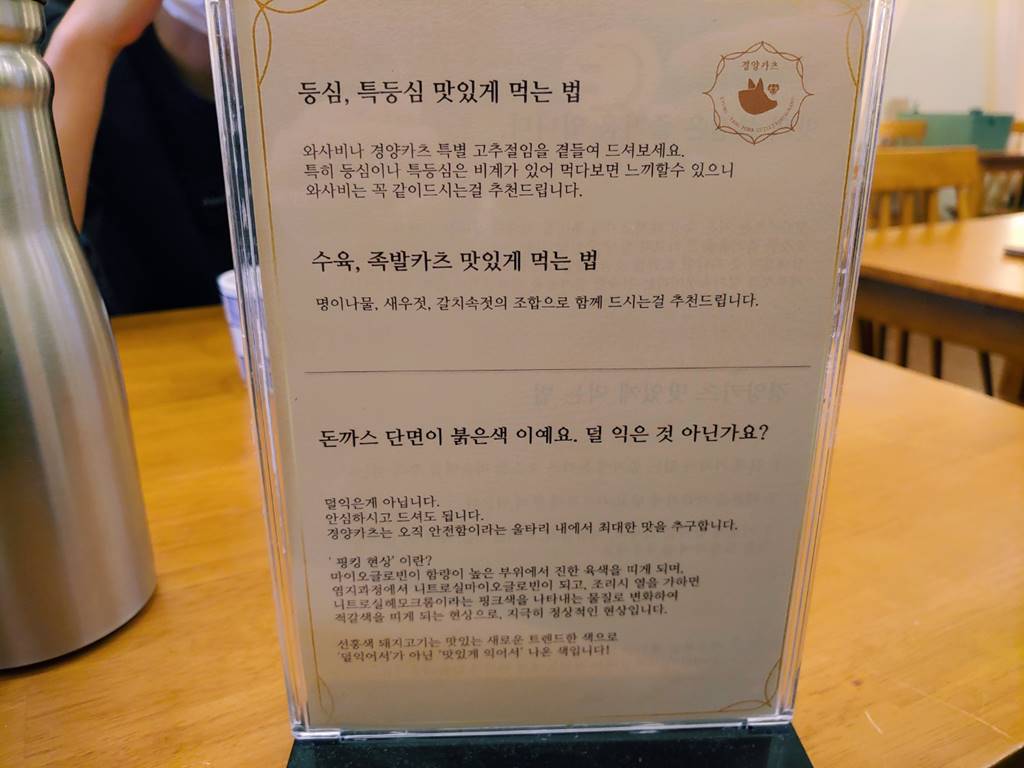 경양카츠
등심, 특등심 맛있게 먹는 법
와사비나 경양카츠 특별 고추절임을 곁들여 드셔보세요.
특히 등심이나 특등심은 비계가 있어 먹다보면 느끼할수 있으니
와사비는 꼭 같이드시는걸 추천드립니다.
수육, 족발카츠 맛있게 먹는 법
명이나물, 새우젓, 갈치속젓의 조합으로 함께 드시는걸 추천드립니다.
돈까스 단면이 붉은색 이예요. 덜 익은 것 아닌가요?
덜익은게 아닙니다.
안심하시고 드셔도 됩니다.
경양카츠는 오직 안전함이라는 울타리 내에서 최대한 맛을 추구합니다.
' 핑킹 현상' 이란?
마이오글로빈이 함량이 높은 부위에서 진한 육색을 띠게 되며,
염지과정에서 니트로실마이오글로빈이 되고, 조리시 열을 가하면
니트로실헤모크롬이라는 핑크색을 나타내는 물질로 변화하여
적갈색을 띠게 되는 현상으로, 지극히 정상적인 현상입니다.
선홍색 돼지고기는 맛있는 새로운 트렌드한 색으로
'덜익어서'가 아닌 '맛있게 익어서' 나온 색입니다!